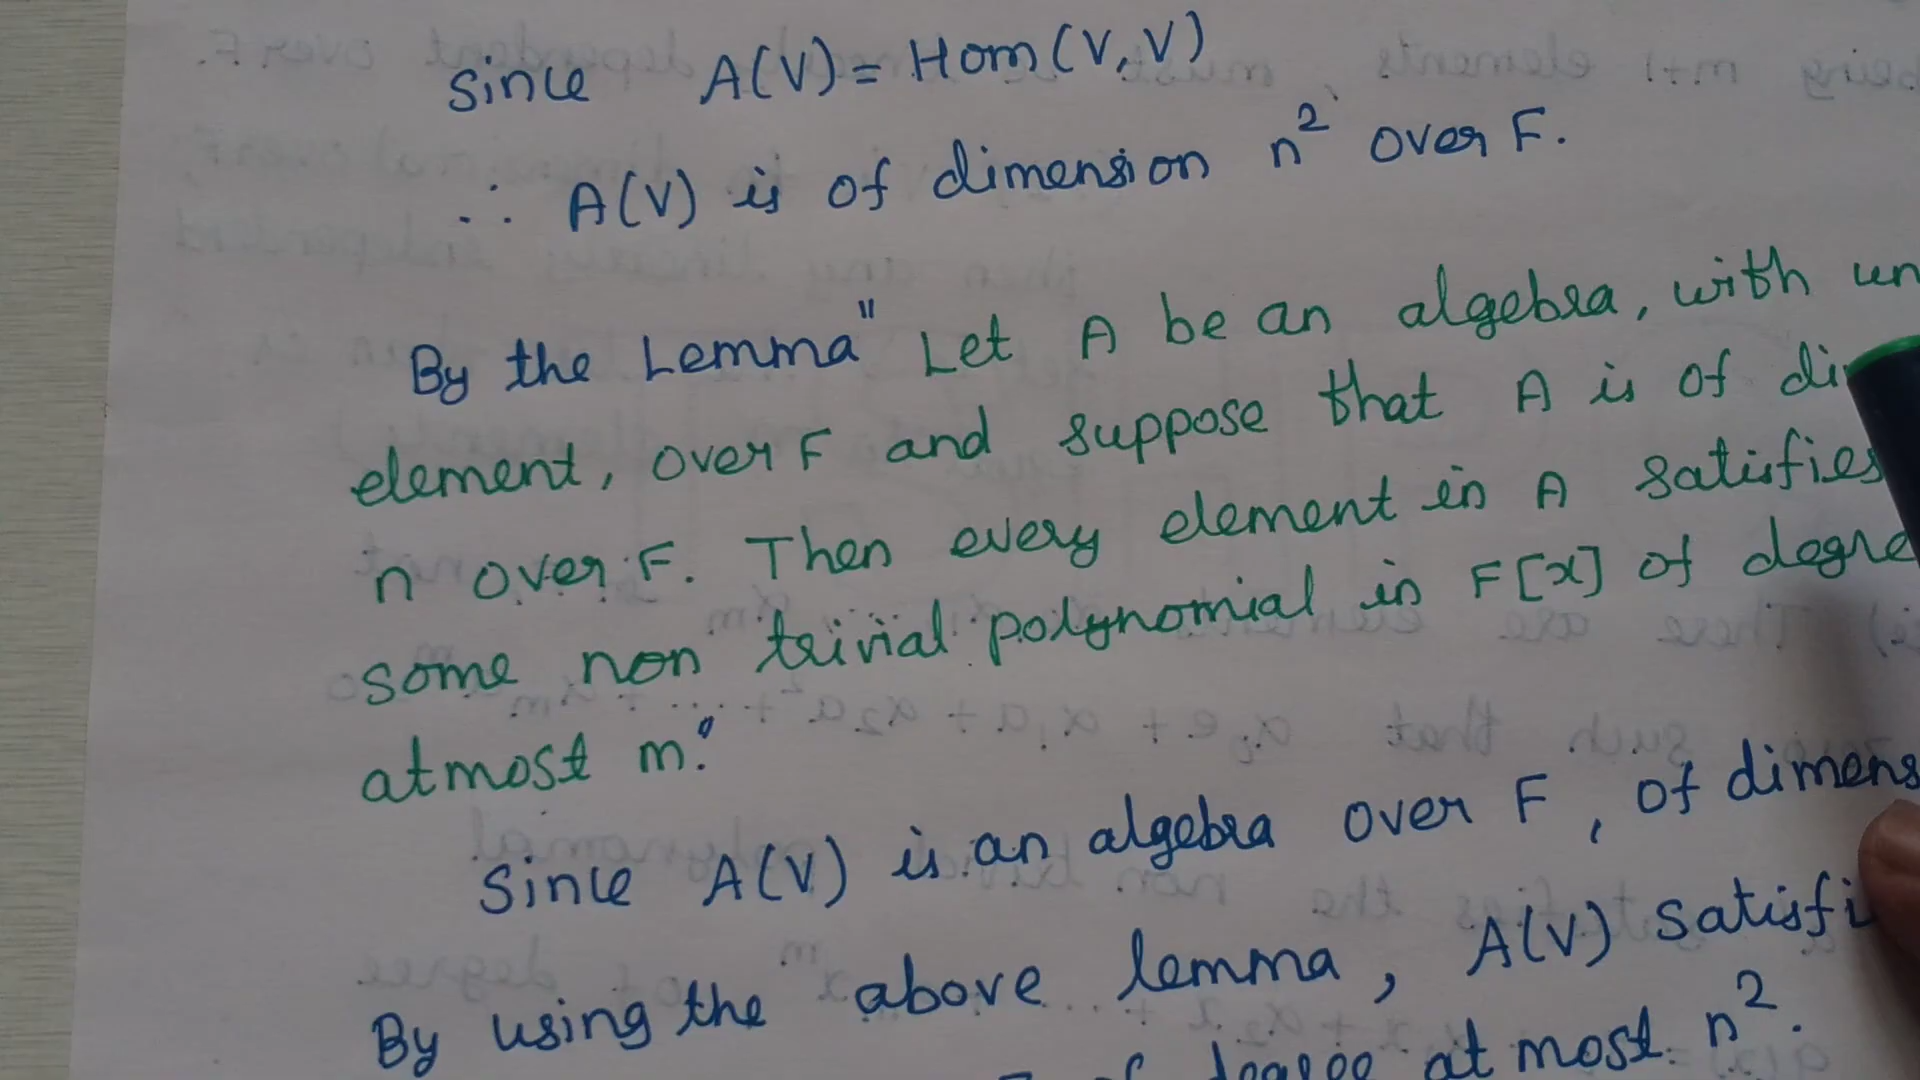 Since A(V) = Hom(V,V)
∴ A(V) is of dimension n² over F.
By the Lemma " Let A be an algebra, with un
element, over F and suppose that A is of di
n over F. Then every element in A satisfies
some non trivial polynomial in F[x] of degre
atmost m."
Since A(V) is an algebra over F, of dimens
By using the above lemma, A(V) satisfi
of degree at most n².